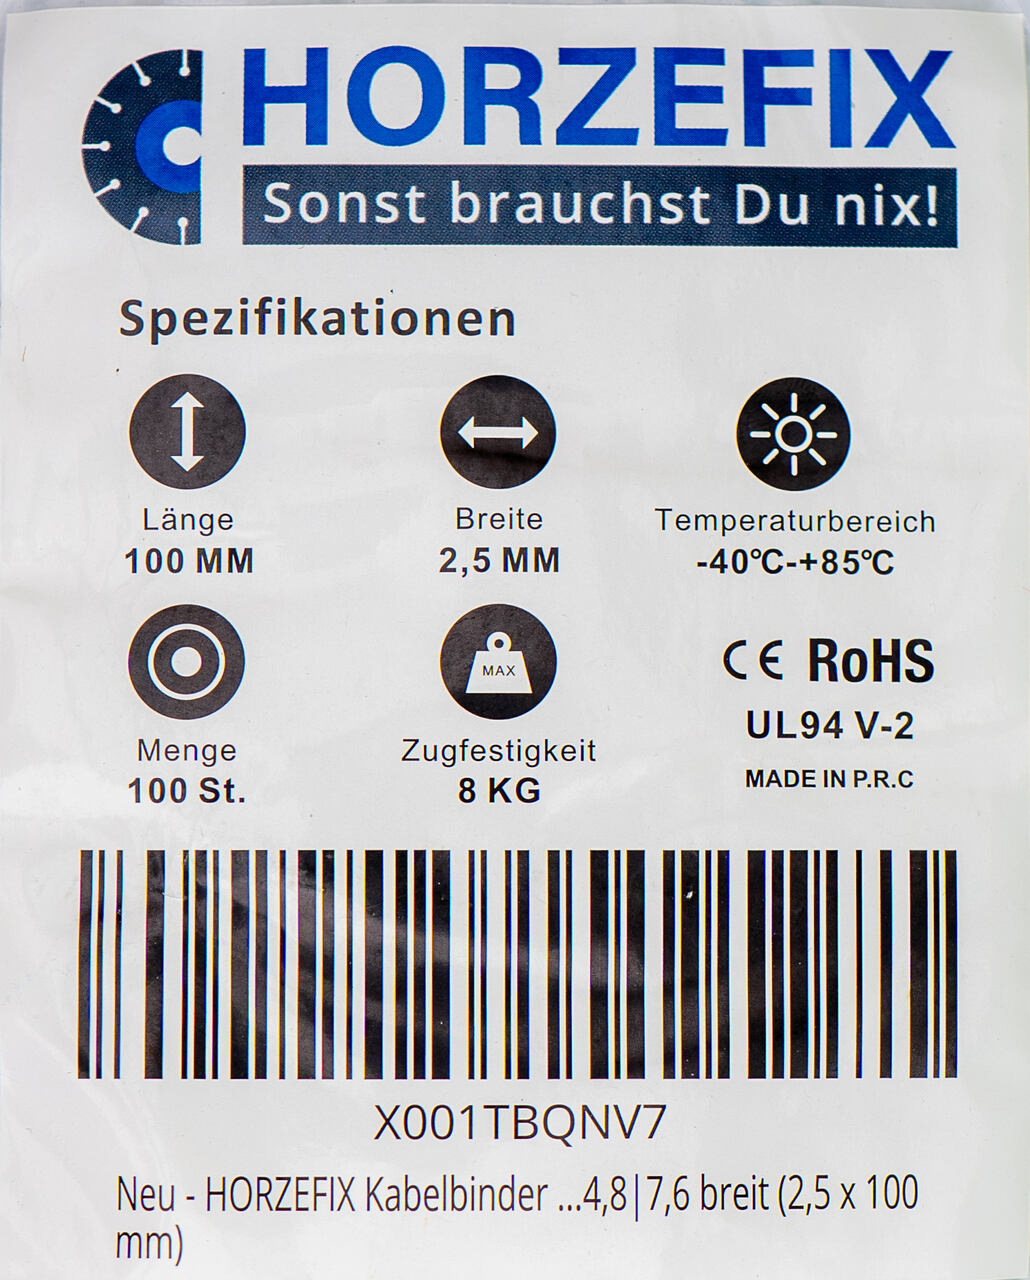 HORZEFIX
Sonst brauchst Du nix!
Spezifikationen
Länge
100 MM
Breite
2,5 MM
Temperaturbereich
-40℃-+85℃
Menge
100 St.
MAX
Zugfestigkeit
8 KG
CE RoHS
UL94 V-2
MADE IN P.R.C
X001TBQNV7
Neu - HORZEFIX Kabelbinder ...4,8|7,6 breit (2,5 x 100
mm)